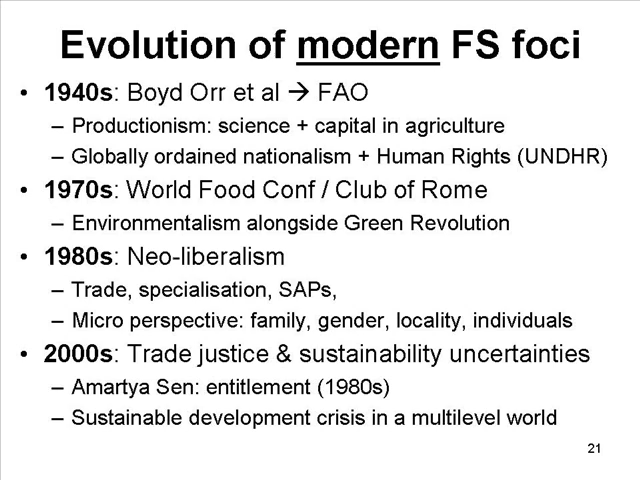 Evolution of modern FS foci
• 1940s: Boyd Orr et al → FAO
– Productionism: science + capital in agriculture
– Globally ordained nationalism + Human Rights (UNDHR)
• 1970s: World Food Conf / Club of Rome
– Environmentalism alongside Green Revolution
• 1980s: Neo-liberalism
– Trade, specialisation, SAPs,
– Micro perspective: family, gender, locality, individuals
• 2000s: Trade justice & sustainability uncertainties
– Amartya Sen: entitlement (1980s)
– Sustainable development crisis in a multilevel world
21